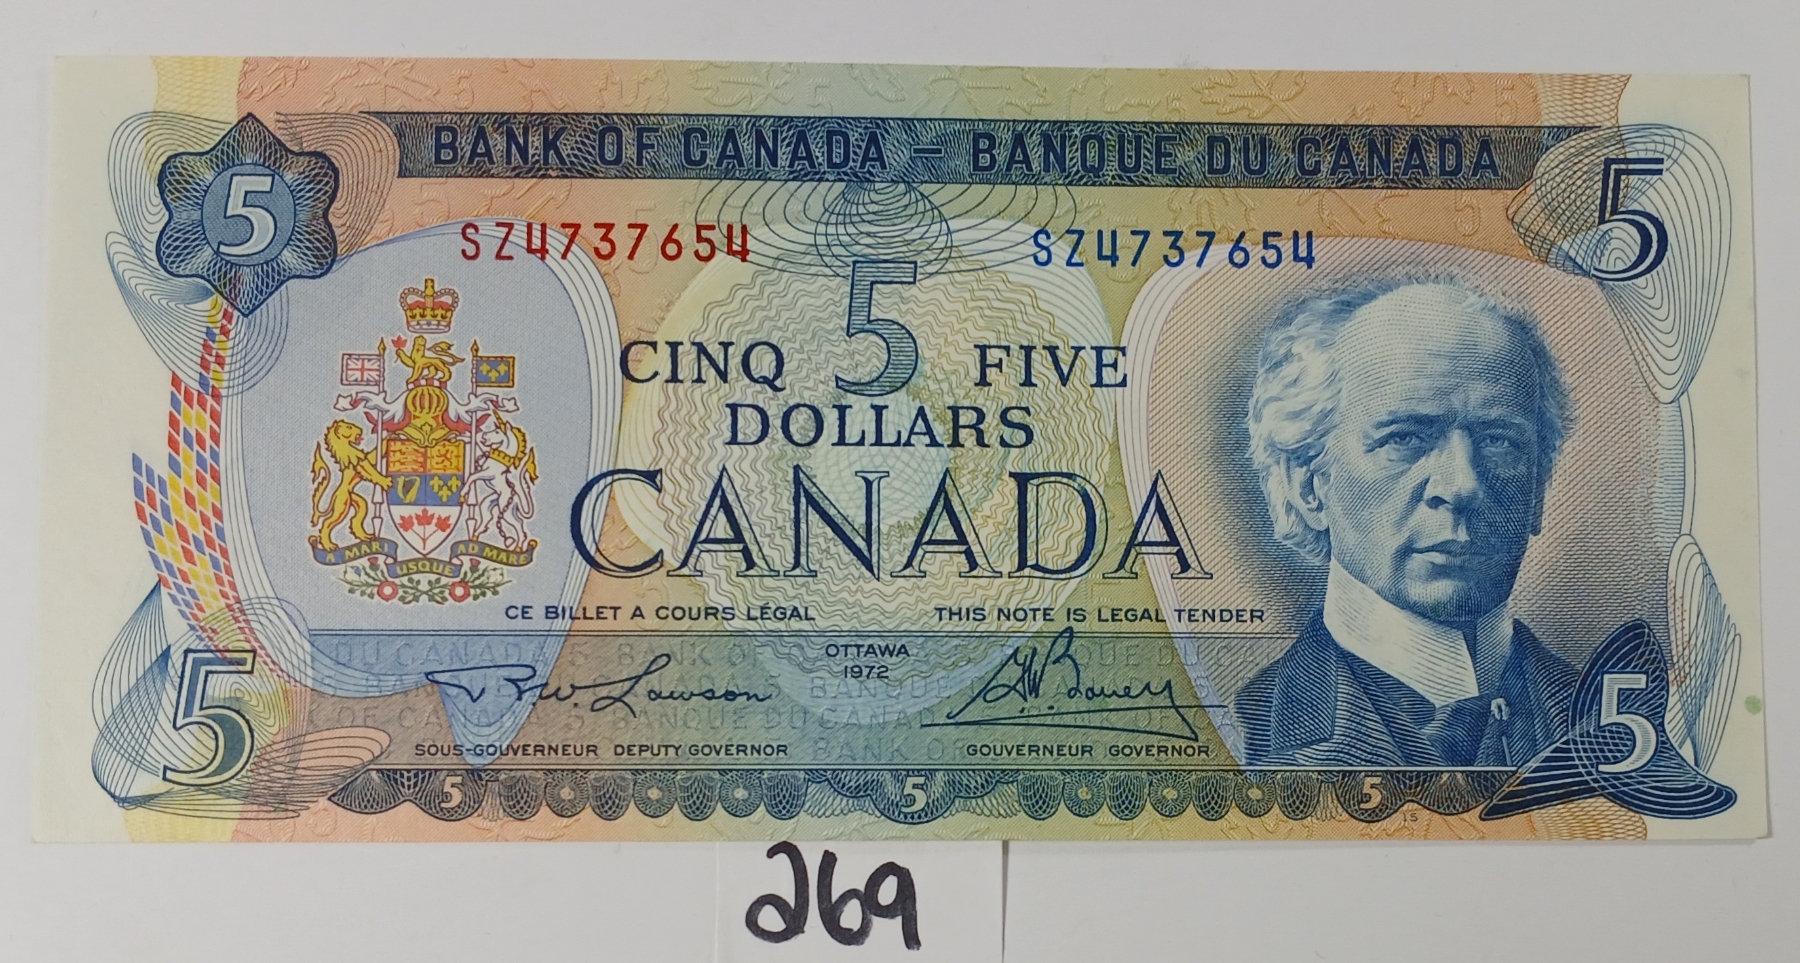 BANK OF CANADA – BANQUE DU CANADA
5
5
SZ4737654 SZ4737654
5
CINQ FIVE
DOLLARS
CANADA
A MARI USQUE AD MARE
CE BILLET A COURS LÉGAL THIS NOTE IS LEGAL TENDER
OTTAWA
1972
5
R.W. Lawson
G.K. Bouey
5
SOUS-GOUVERNEUR DEPUTY GOVERNOR GOUVERNEUR GOVERNOR
5 5 5
269